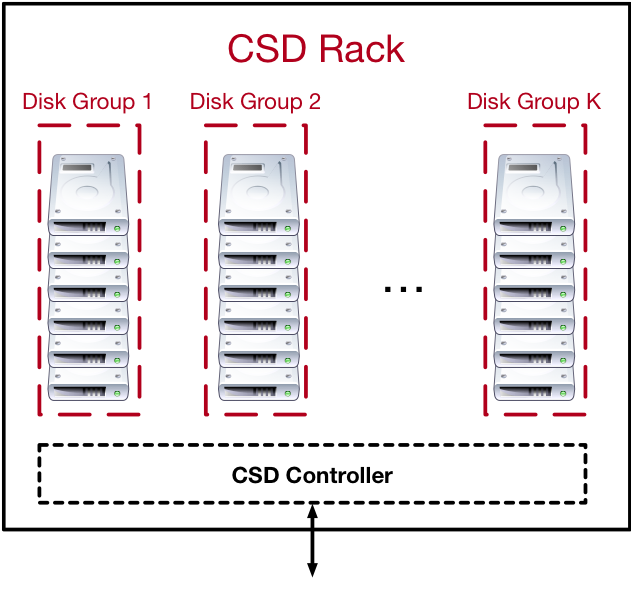 CSD Rack
Disk Group 1
Disk Group 2
Disk Group K
...
CSD Controller